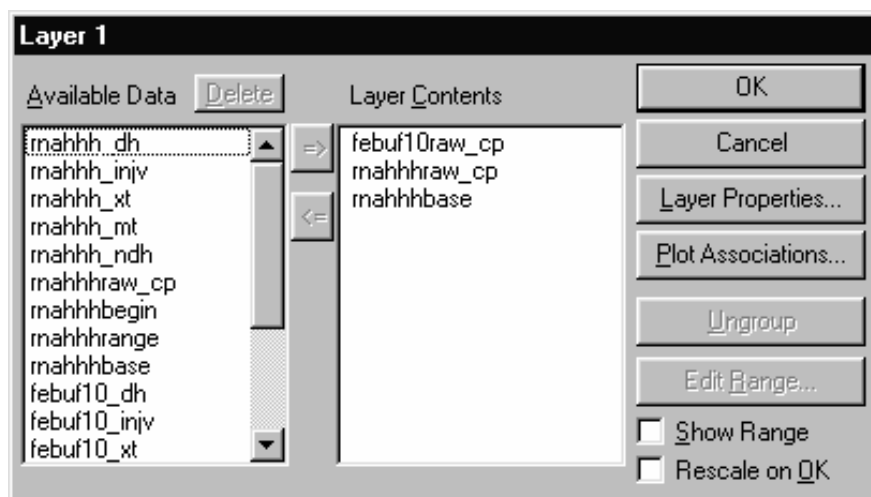 Layer 1
Available Data
Delete
Layer Contents
rnahhh_dh
rnahhh_injv
rnahhh_xt
rnahhh_mt
rnahhh_ndh
rnahhhraw_cp
rnahhhbegin
rnahhhrange
rnahhhbase
febuf10_dh
febuf10_injv
febuf10_xt
=>
<=
febuf10raw_cp
rnahhhraw_cp
rnahhhbase
OK
Cancel
Layer Properties...
Plot Associations...
Ungroup
Edit Range...
Show Range
Rescale on OK